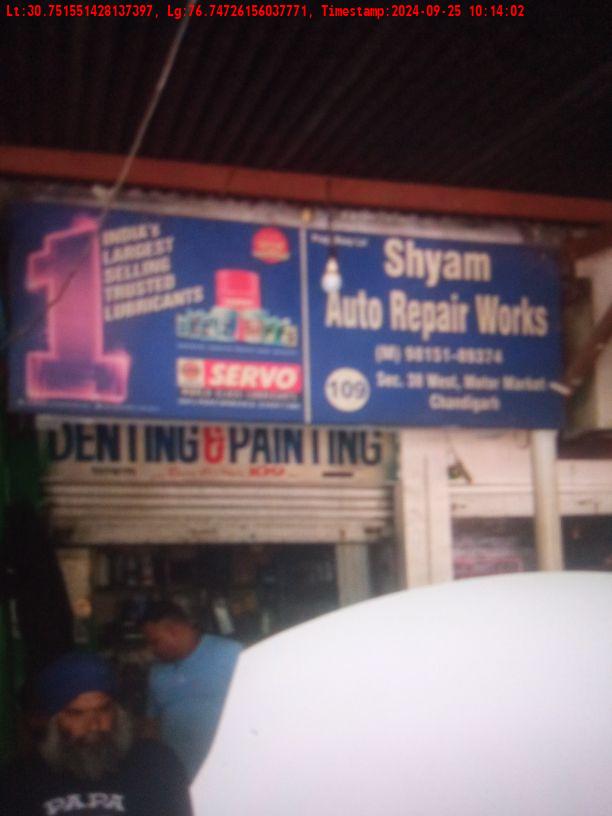 Lt:30.751551428137397, Lg:76.74726156037771, Timestamp:2024-09-25 10:14:02
INDIA'S
LARGEST
SELLING
TRUSTED
LUBRICANTS
1
SERVO
Shyam
Auto Repair Works
(M) 98151-09374
109
Sec. 38 West, Motor Market
Chandigarh
DENTING & PAINTING
PAPA